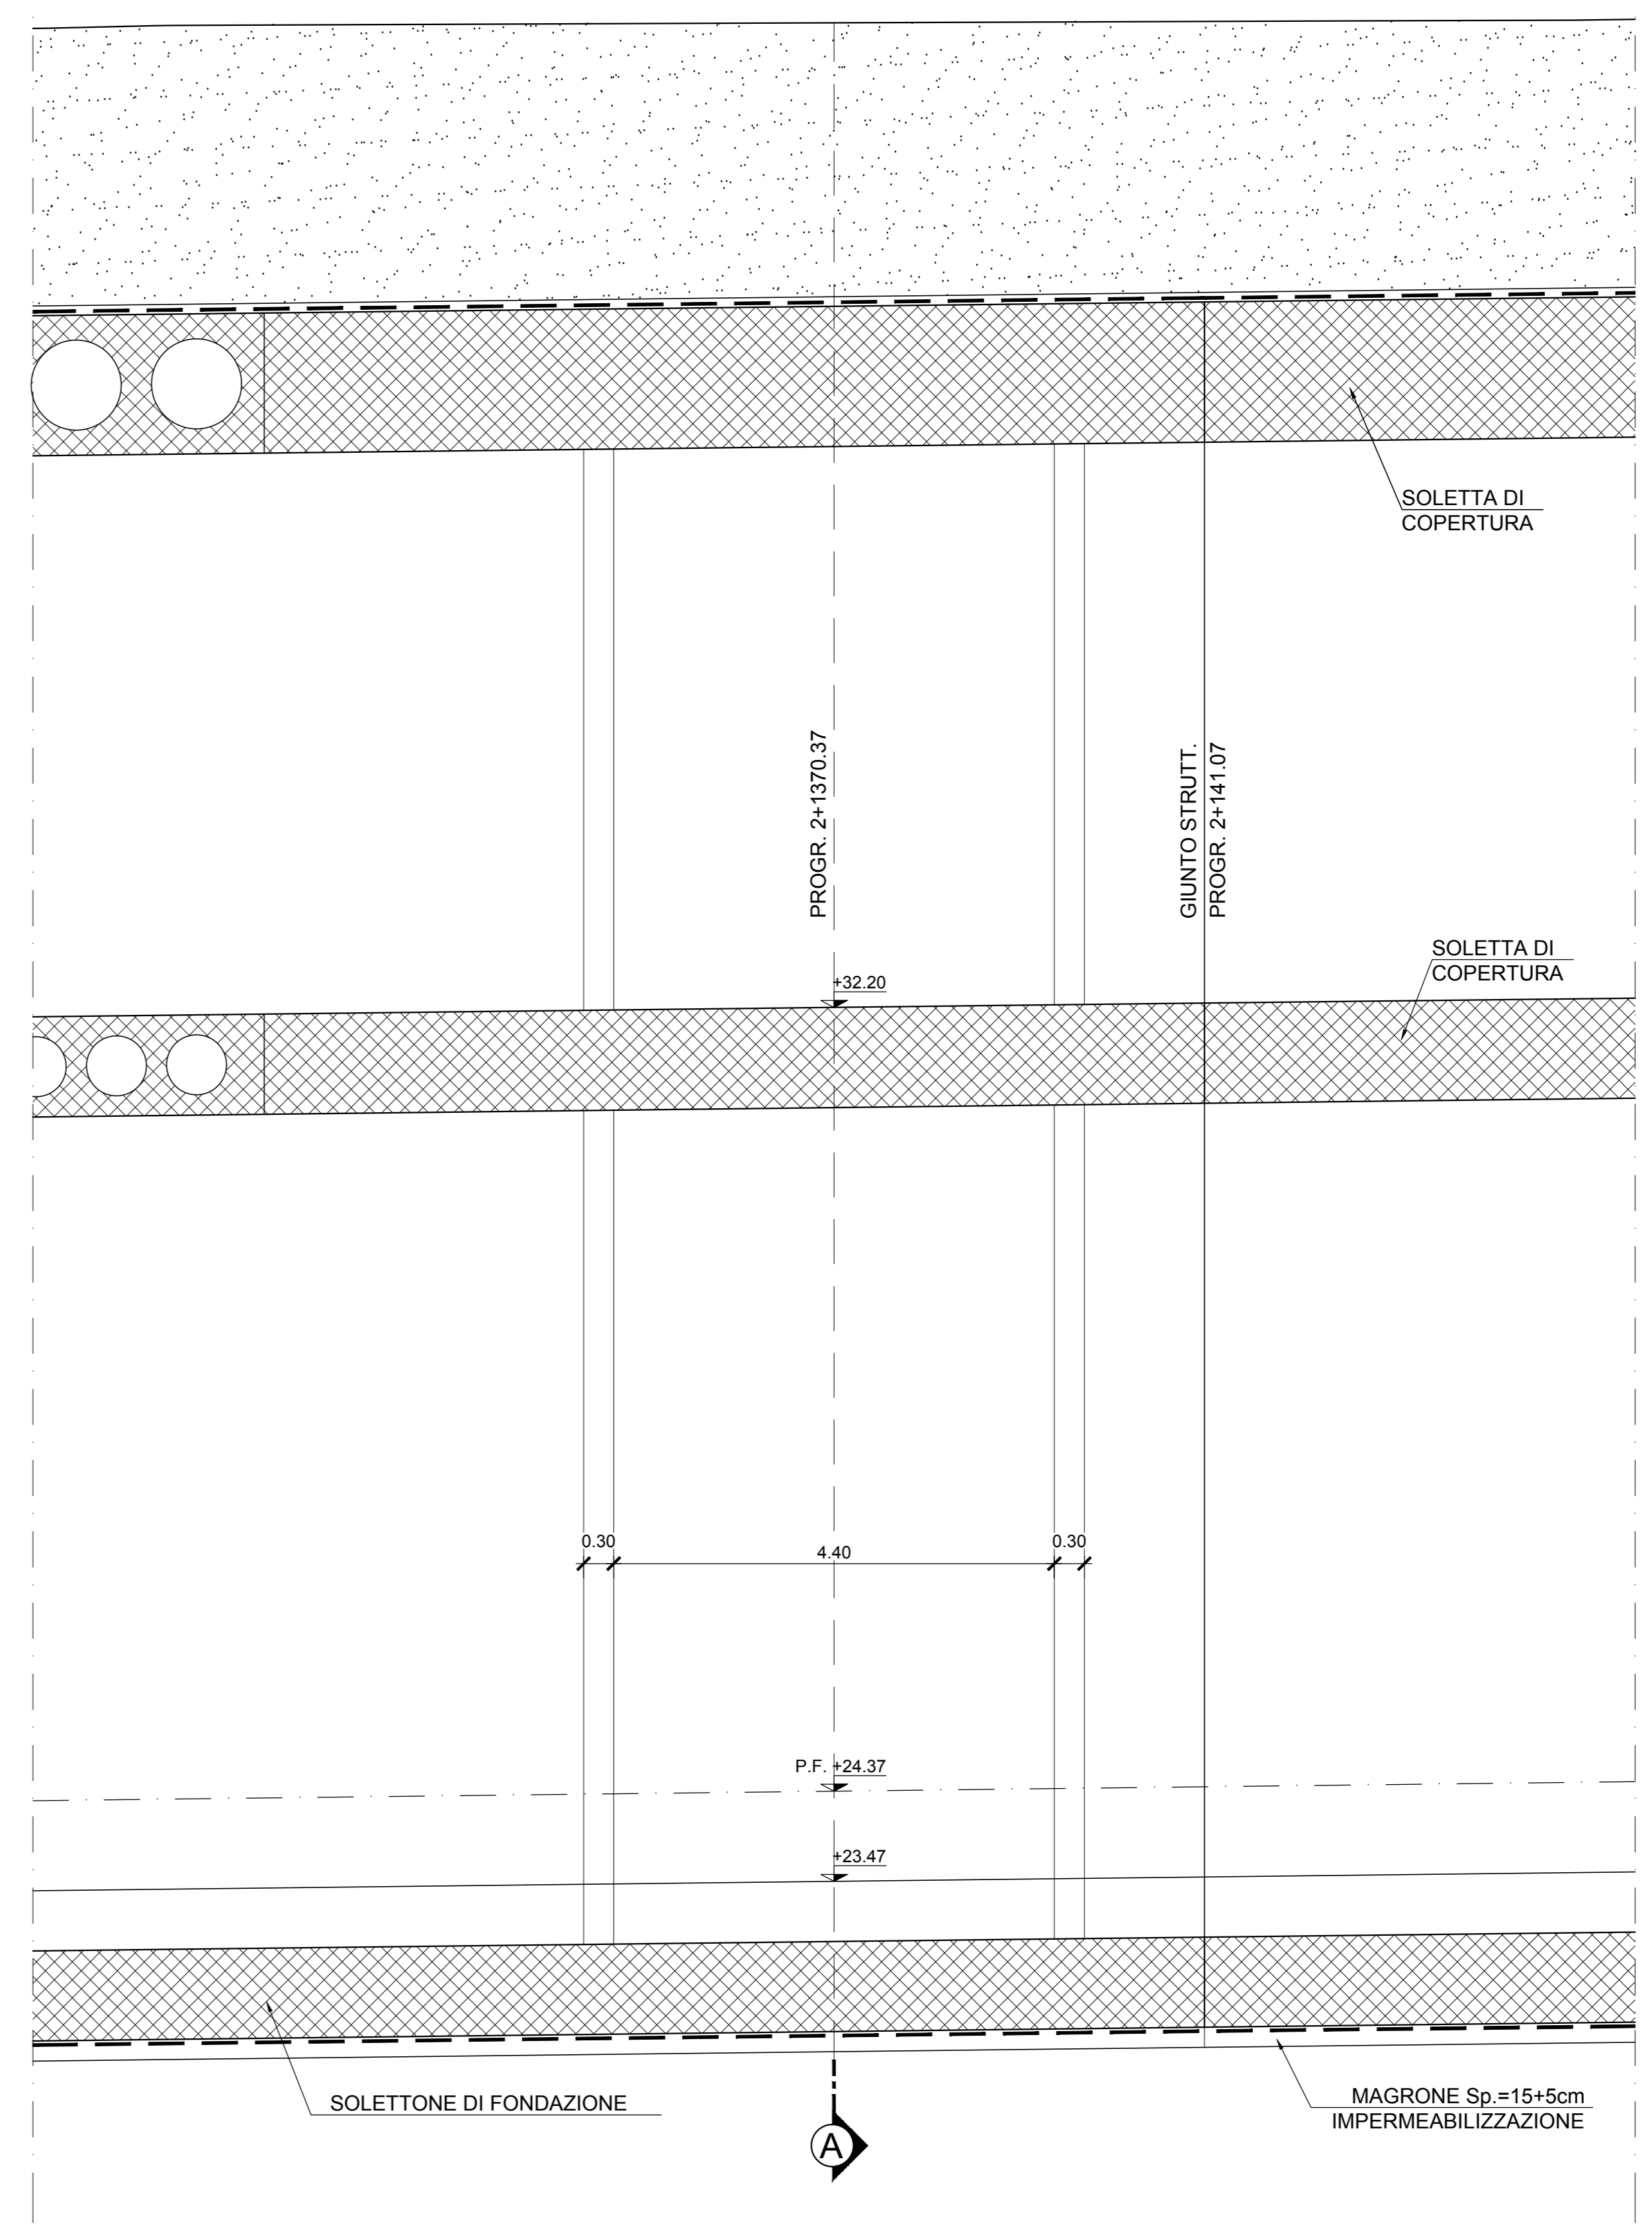 SOLETTA DI
COPERTURA
PROGR. 2+1370.37
GIUNTO STRUTT.
PROGR. 2+141.07
SOLETTA DI
COPERTURA
+32.20
0.30
4.40
0.30
P.F. +24.37
+23.47
SOLETTONE DI FONDAZIONE
MAGRONE Sp.=15+5cm
IMPERMEABILIZZAZIONE
A